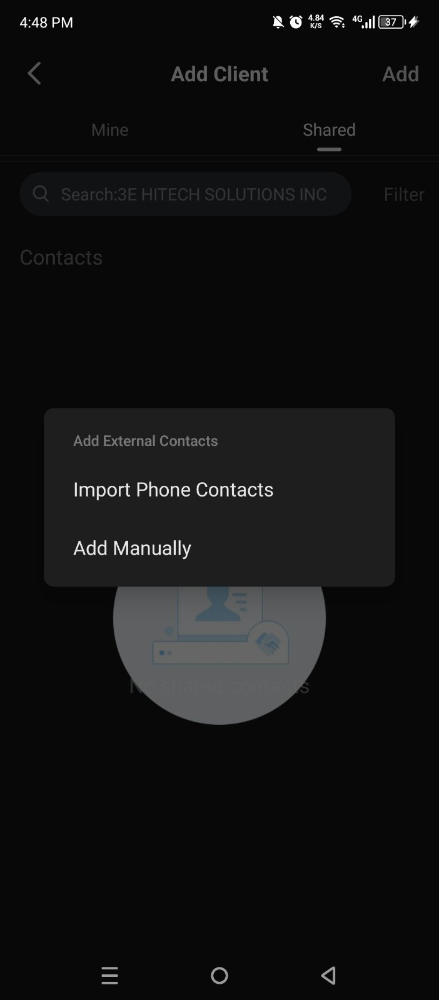 4:48 PM
4.84
K/S
4G
37
Add Client
Add
Mine
Shared
Search:3E HITECH SOLUTIONS INC
Filter
Contacts
Add External Contacts
Import Phone Contacts
Add Manually
No shared contacts